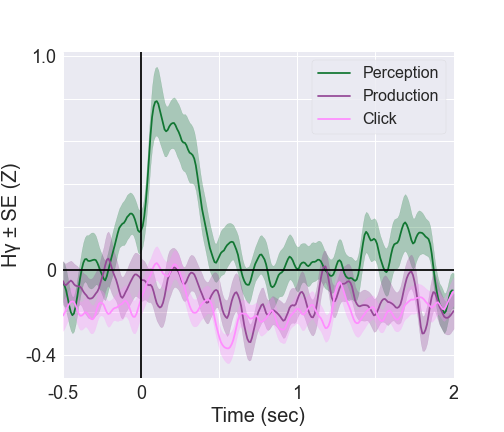 1.0
Perception
Production
Click
Hγ ± SE (Z)
0
-0.4
-0.5 0 1 2
Time (sec)